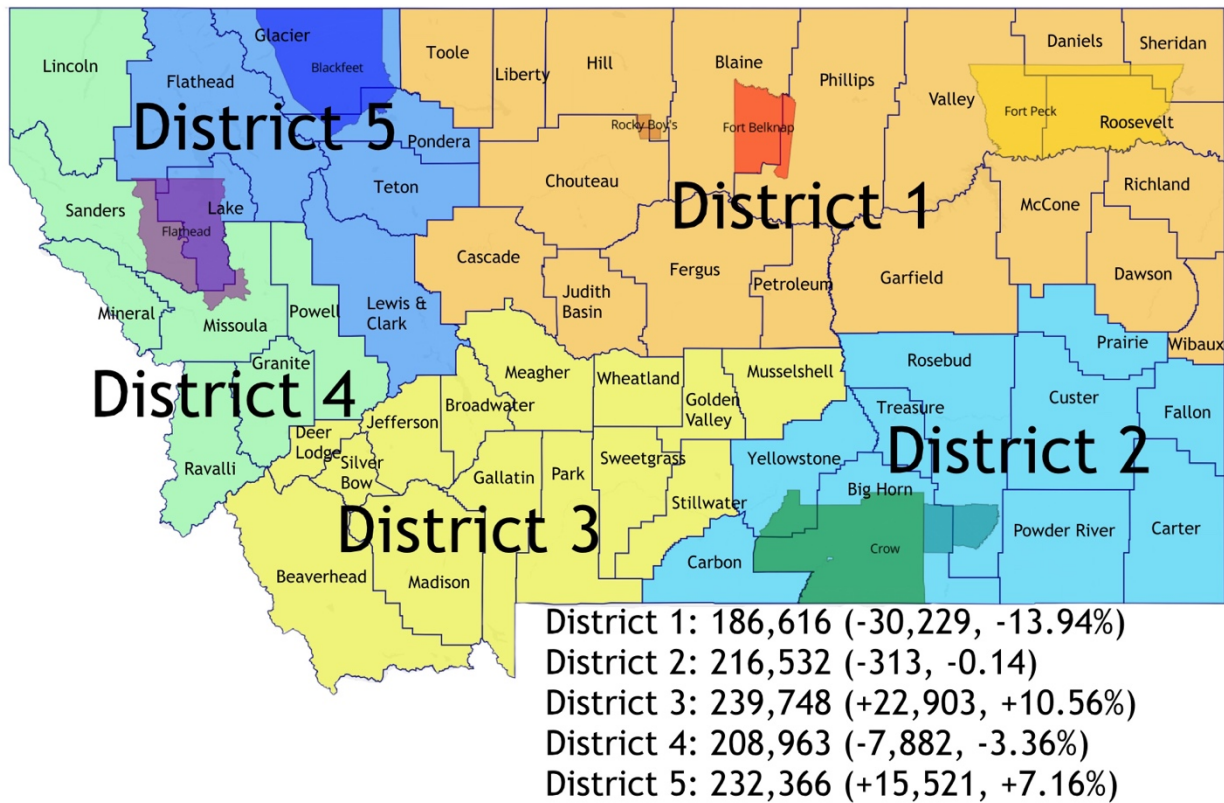 Glacier
Daniels
Sheridan
Toole
Hill
Blaine
Lincoln
Blackfeet
Liberty
Flathead
Phillips
Valley
Fort Peck
Roosevelt
Rocky Boy's
Fort Belknap
District 5
Pondera
Teton
Chouteau
Richland
District 1
McCone
Sanders
Lake
Flathead
Cascade
Fergus
Petroleum
Garfield
Dawson
Judith
Basin
Lewis &
Clark
Mineral
Missoula
Powell
Granite
Prairie
Wibaux
Rosebud
Meagher
Wheatland
Musselshell
Golden
Valley
District 4
Broadwater
Jefferson
Treasure
Custer
Fallon
Deer
Lodge
Silver
Bow
Ravalli
Gallatin
Park
Sweetgrass
Yellowstone
District 2
Big Horn
Stillwater
District 3
Powder River
Carter
Crow
Carbon
Beaverhead
Madison
District 1: 186,616 (-30,229, -13.94%)
District 2: 216,532 (-313, -0.14)
District 3: 239,748 (+22,903, +10.56%)
District 4: 208,963 (-7,882, -3.36%)
District 5: 232,366 (+15,521, +7.16%)